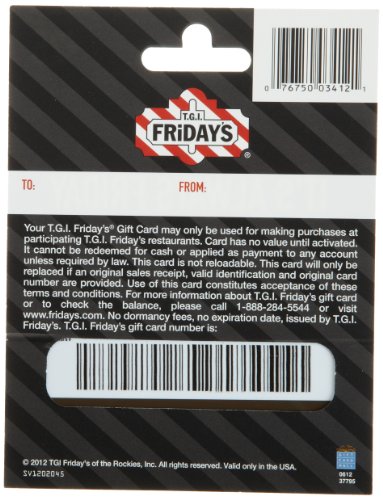 0 76750 03412 1
T.G.I.
FRiDAY'S
®
TO: FROM:
Your T.G.I. Friday's® Gift Card may only be used for making purchases at
participating T.G.I. Friday's restaurants. Card has no value until activated.
It cannot be redeemed for cash or applied as payment to any account
unless required by law. This card is not reloadable. This card will only be
replaced if an original sales receipt, valid identification and original card
number are provided. Use of this card constitutes acceptance of these
terms and conditions. For more information about T.G.I. Friday's gift card
or to check the balance, please call 1-888-284-5544 or visit
www.fridays.com. No dormancy fees, no expiration date, issued by T.G.I.
Friday's. T.G.I. Friday's gift card number is:
© 2012 TGI Friday's of the Rockies, Inc. All rights reserved. Valid only in the USA.
SV1202045
0612
37795